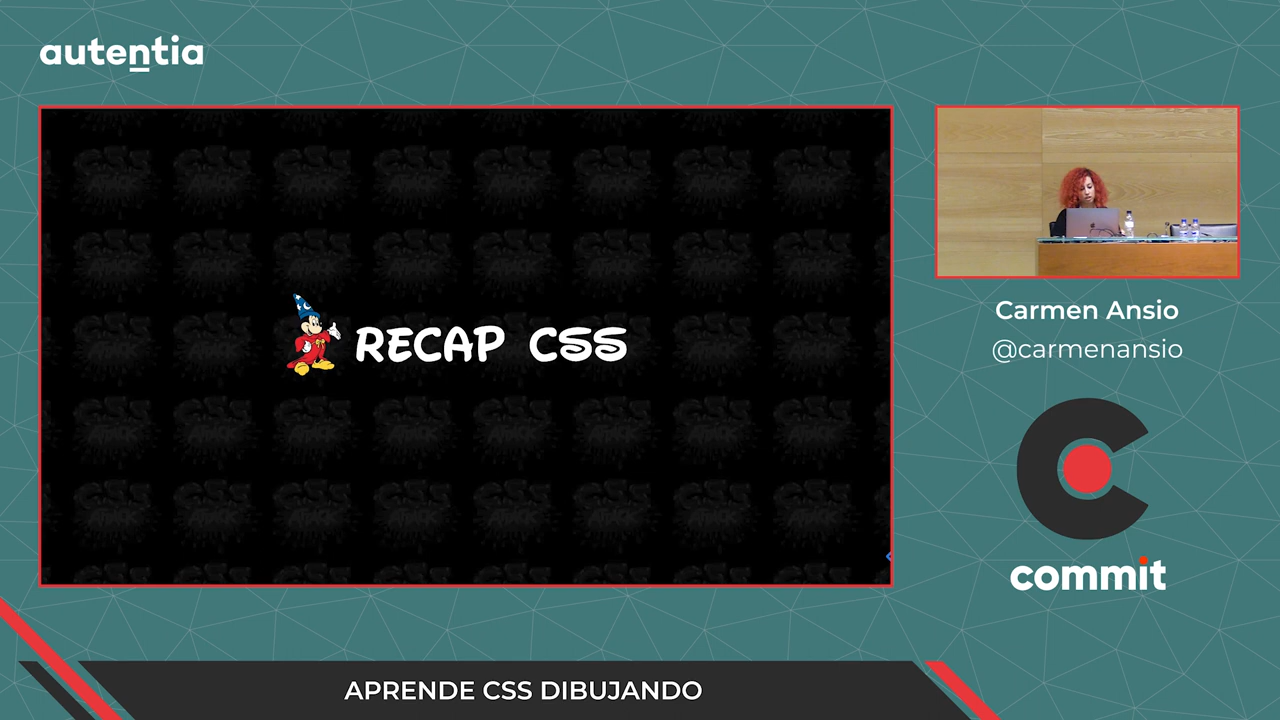 autentia
RECAP CSS
Carmen Ansio
@carmenansio
commit
APRENDE CSS DIBUJANDO